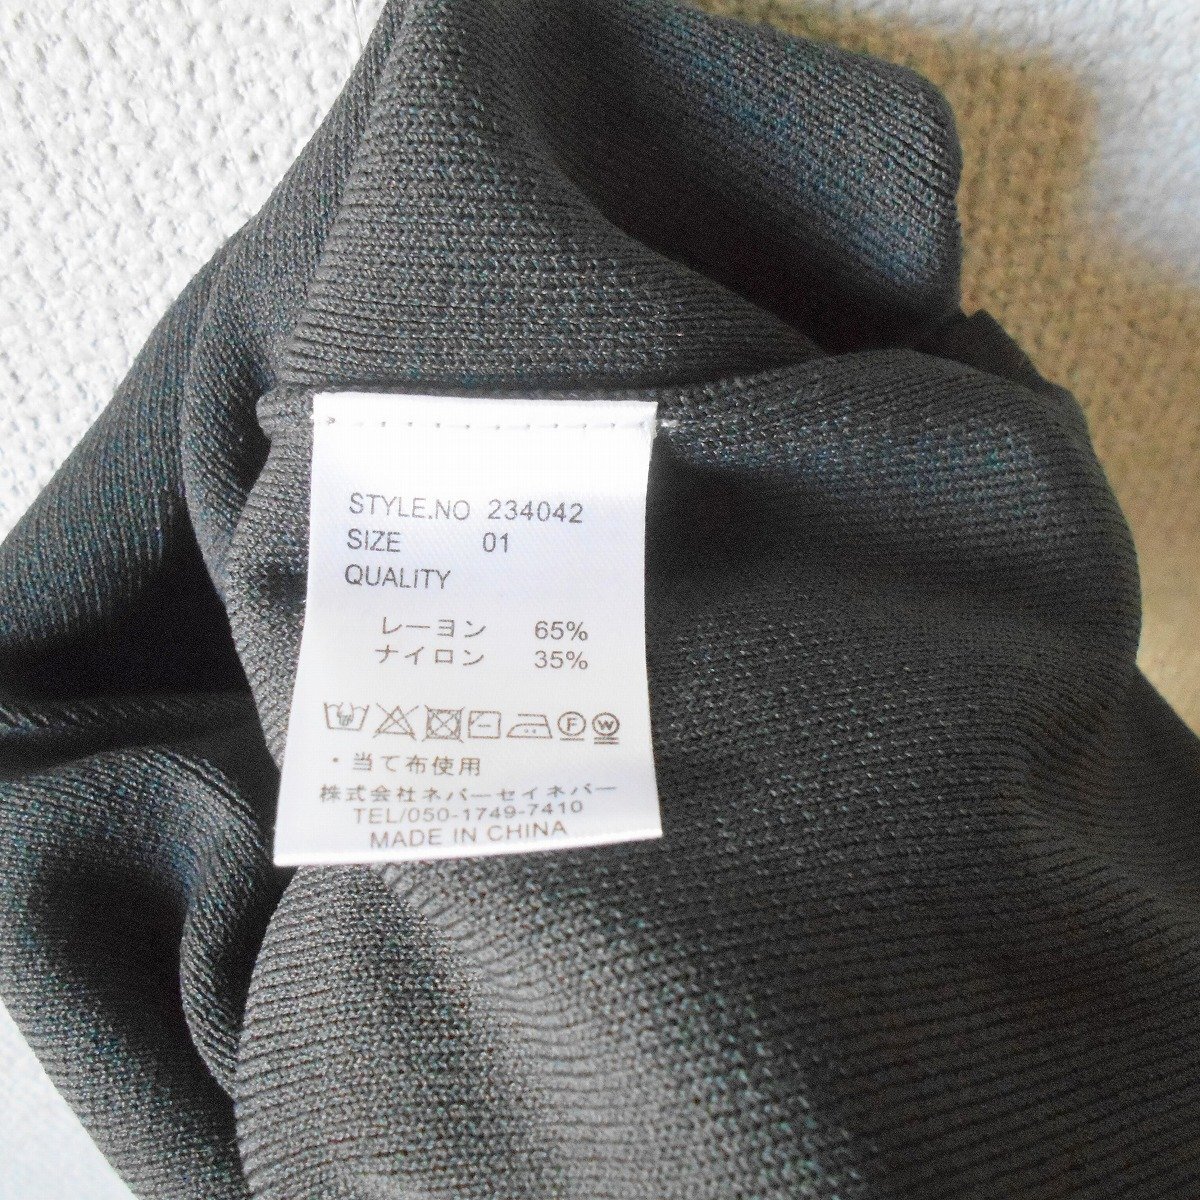 STYLE.NO 234042
SIZE 01
QUALITY
レーヨン 65%
ナイロン 35%
F W
・当て布使用
株式会社ネバーセイネバー
TEL/050-1749-7410
MADE IN CHINA